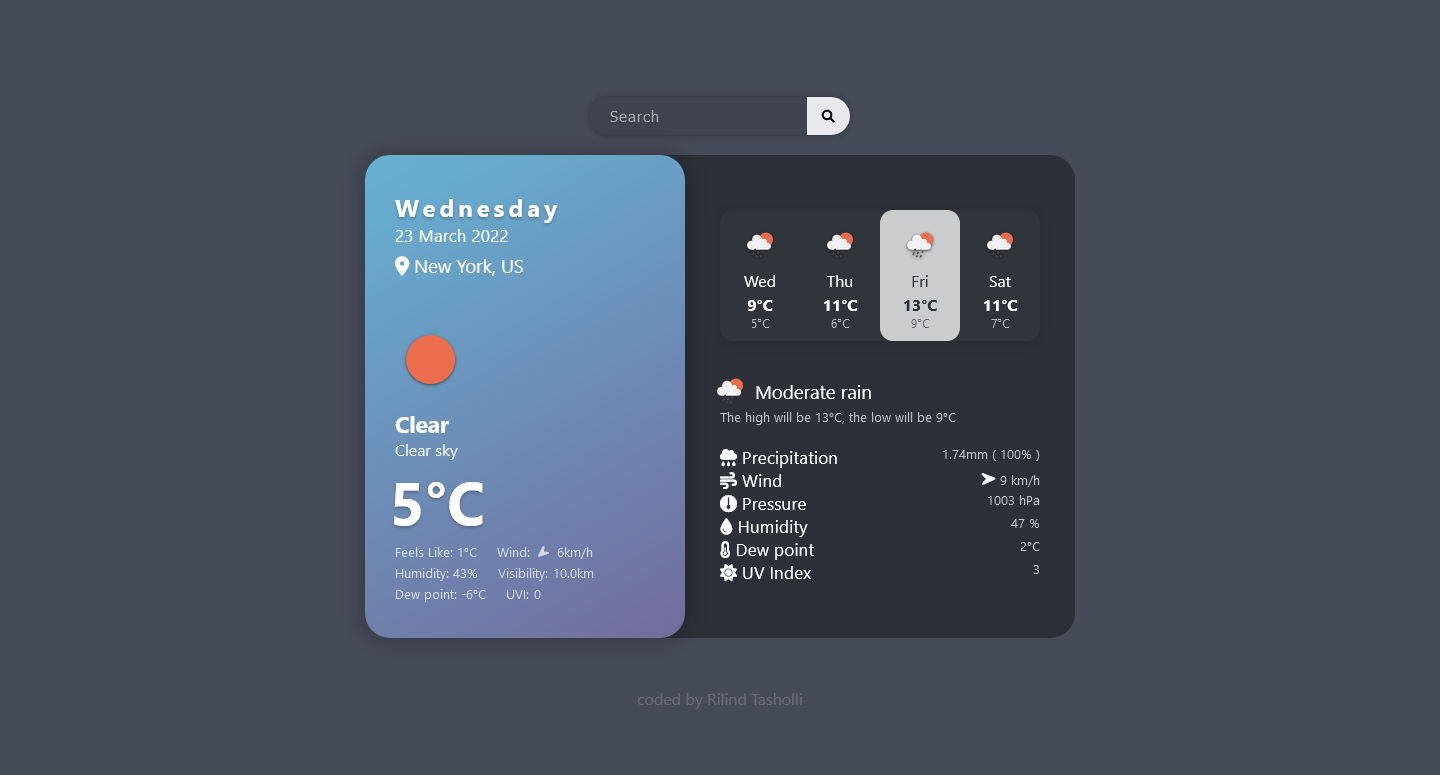 Search
Wednesday
23 March 2022
New York, US
Clear
Clear sky
5°C
Feels Like: 1°C Wind: 6km/h
Humidity: 43% Visibility: 10.0km
Dew point: -6°C UVI: 0
Wed Thu Fri Sat
9°C 11°C 13°C 11°C
5°C 6°C 9°C 7°C
Moderate rain
The high will be 13°C, the low will be 9°C
Precipitation 1.74mm ( 100% )
Wind 9 km/h
Pressure 1003 hPa
Humidity 47 %
Dew point 2°C
UV Index 3
coded by Rilind Tasholli